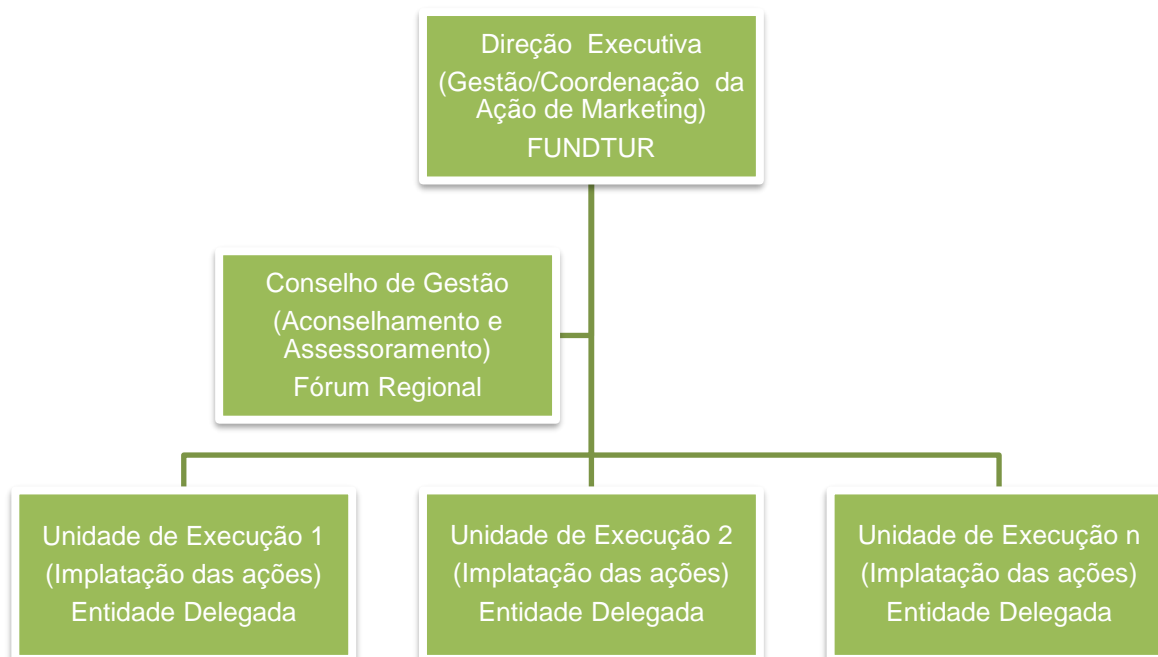 Direção Executiva
(Gestão/Coordenação da
Ação de Marketing)
FUNDTUR
Conselho de Gestão
(Aconselhamento e
Assessoramento)
Fórum Regional
Unidade de Execução 1
(Implatação das ações)
Entidade Delegada
Unidade de Execução 2
(Implatação das ações)
Entidade Delegada
Unidade de Execução n
(Implatação das ações)
Entidade Delegada